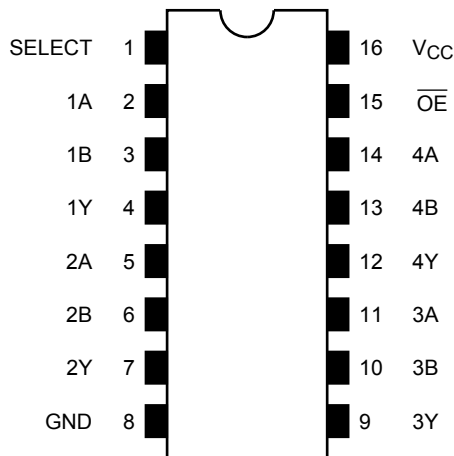 SELECT 1 16 VCC
1A 2 15 OE
1B 3 14 4A
1Y 4 13 4B
2A 5 12 4Y
2B 6 11 3A
2Y 7 10 3B
GND 8 9 3Y